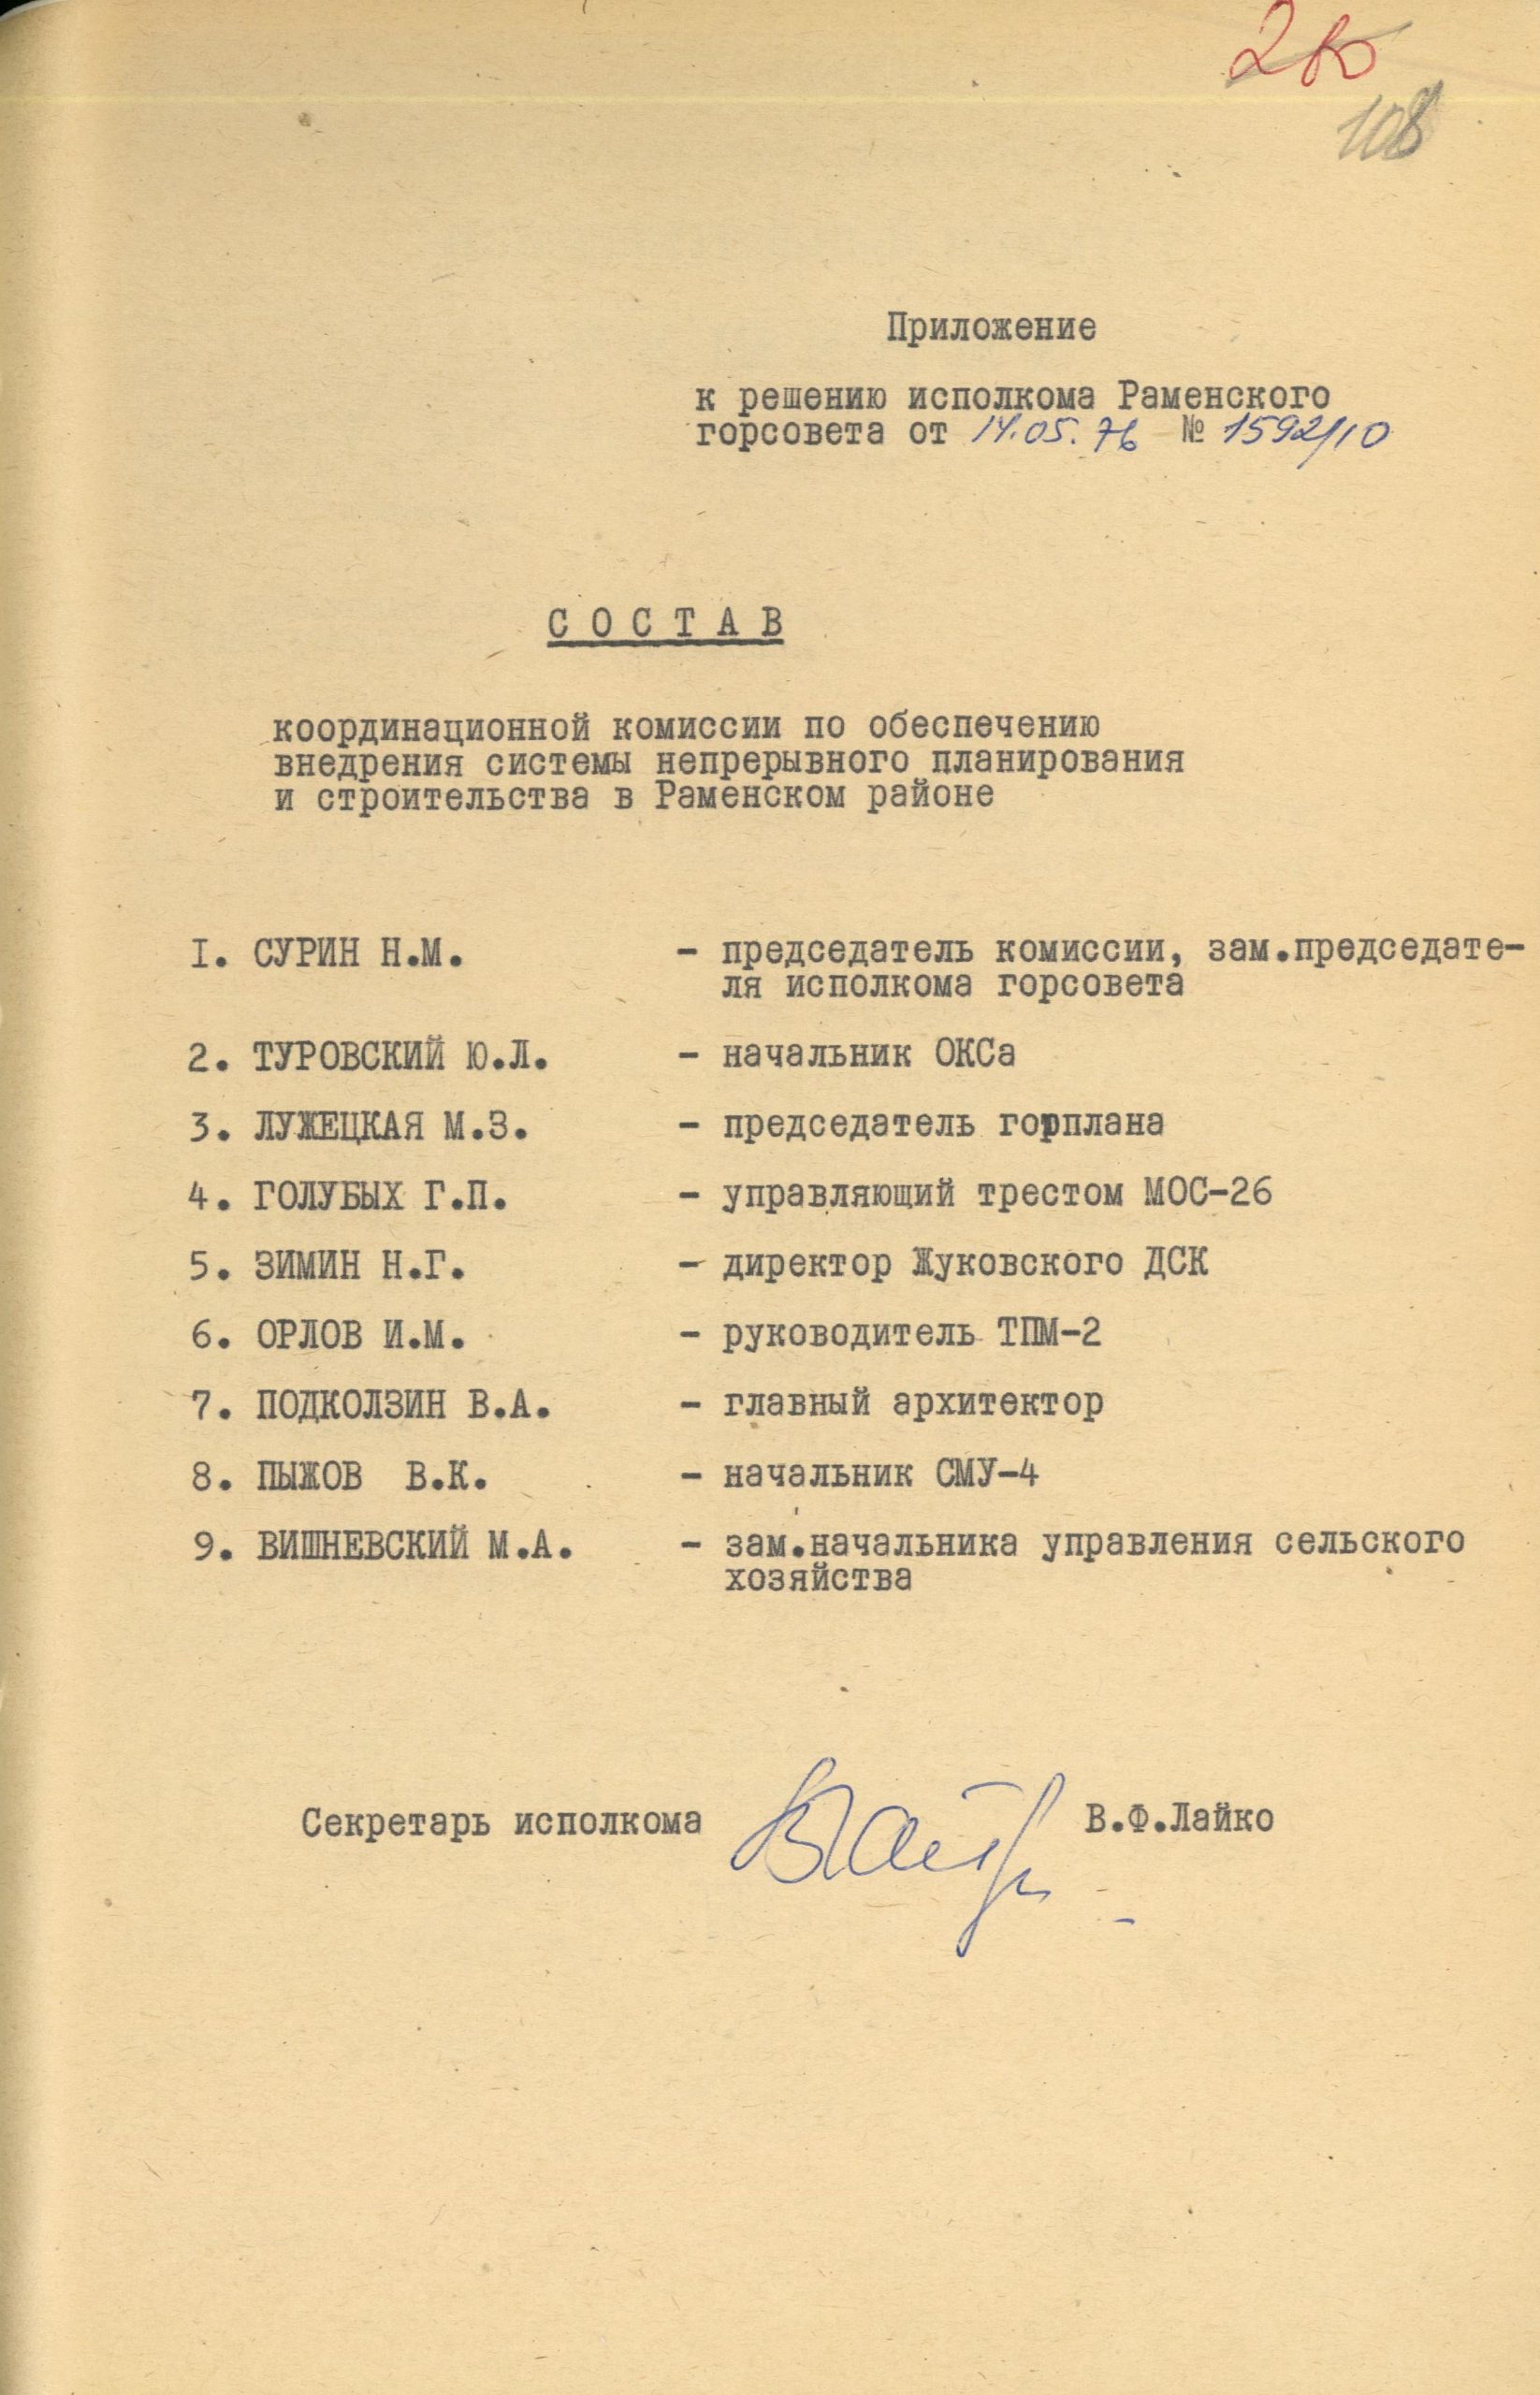 108
Приложение
к решению исполкома Раменского
горсовета от 14.05.76 № 1592/10
С О С Т А В
координационной комиссии по обеспечению
внедрения системы непрерывного планирования
и строительства в Раменском районе
I. СУРИН Н.М. - председатель комиссии, зам.председате-
ля исполкома горсовета
2. ТУРОВСКИЙ Ю.Л. - начальник ОКСа
3. ЛУЖЕЦКАЯ М.З. - председатель горплана
4. ГОЛУБЫХ Г.П. - управляющий трестом МОС-26
5. ЗИМИН Н.Г. - директор Жуковского ДСК
6. ОРЛОВ И.М. - руководитель ТПМ-2
7. ПОДКОЛЗИН В.А. - главный архитектор
8. ПЫЖОВ В.К. - начальник СМУ-4
9. ВИШНЕВСКИЙ М.А. - зам.начальника управления сельского
хозяйства
Секретарь исполкома В.Ф.Лайко